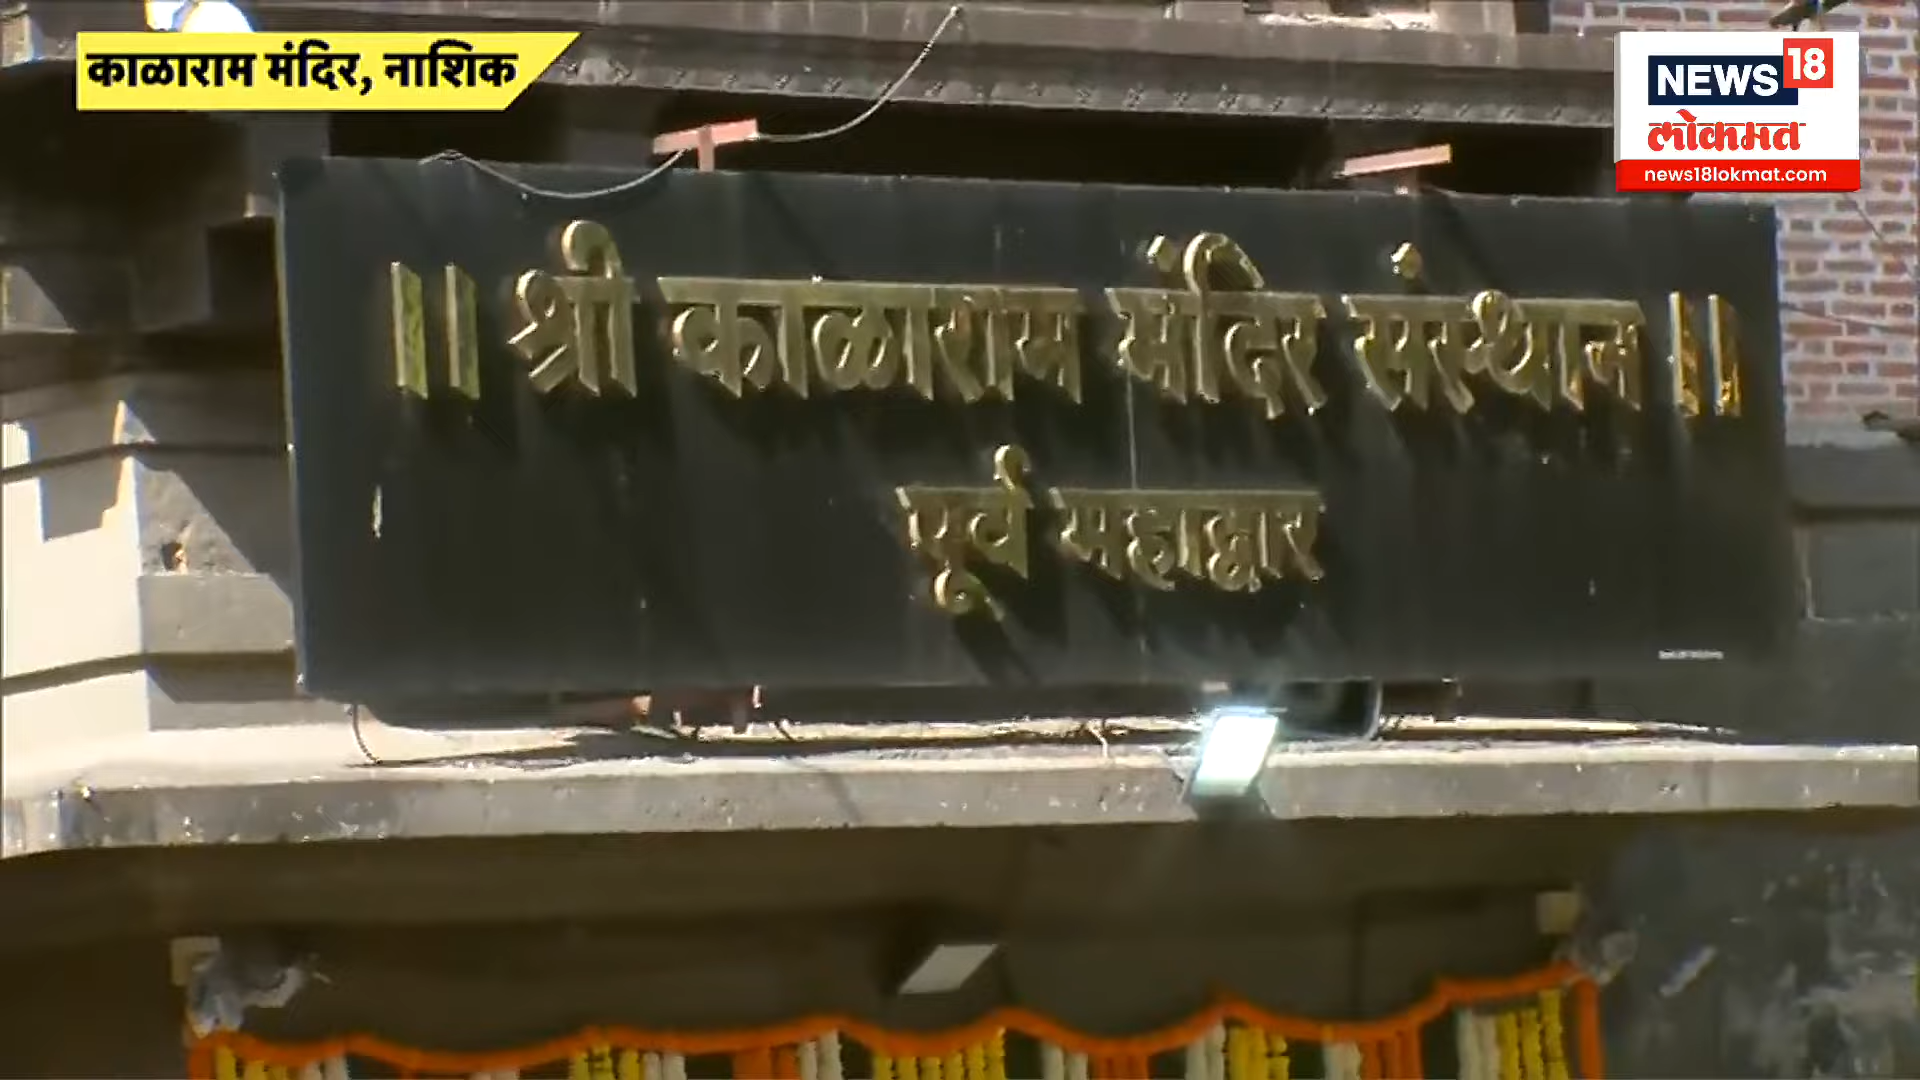 काळाराम मंदिर, नाशिक
NEWS18
लोकमत
news18lokmat.com
|| श्री काळाराम मंदिर संस्थान ||
पूर्व महाद्वार